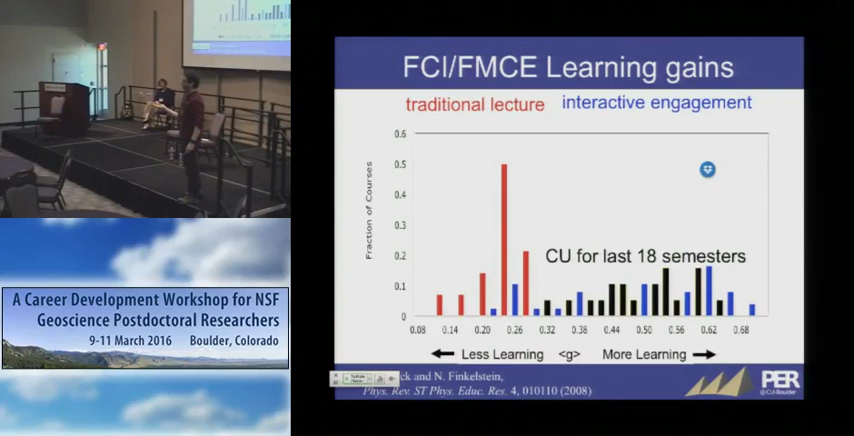 FCI/FMCE Learning gains
traditional lecture interactive engagement
0.6
0.5
0.4
0.3
0.2
0.1
0
Fraction of Courses
CU for last 18 semesters
0.08 0.14 0.20 0.26 0.32 0.38 0.44 0.50 0.56 0.62 0.68
Less Learning <g> More Learning
ck and N. Finkelstein,
Phys. Rev. ST Phys. Educ. Res. 4, 010110 (2008)
PER
@CU-Boulder
A Career Development Workshop for NSF
Geoscience Postdoctoral Researchers
9-11 March 2016 Boulder, Colorado